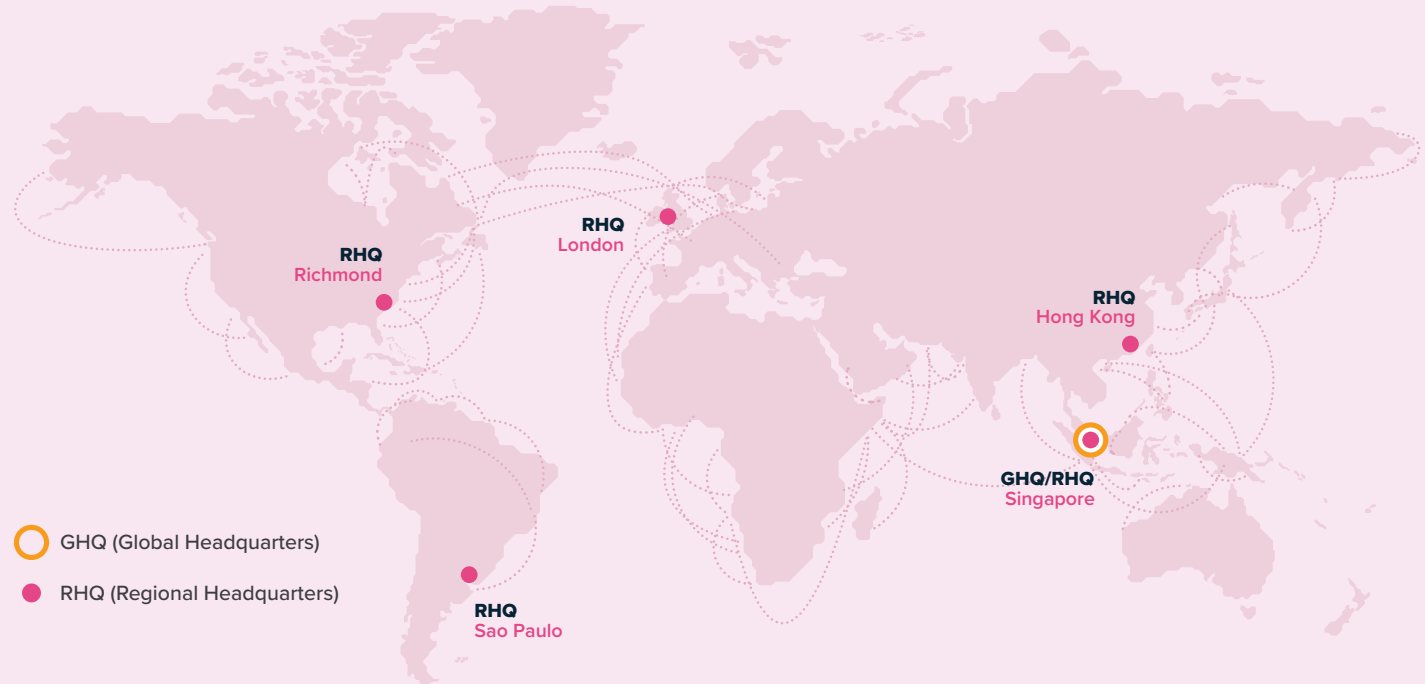 RHQ
London
RHQ
Richmond
RHQ
Hong Kong
GHQ/RHQ
Singapore
GHQ (Global Headquarters)
RHQ (Regional Headquarters)
RHQ
Sao Paulo